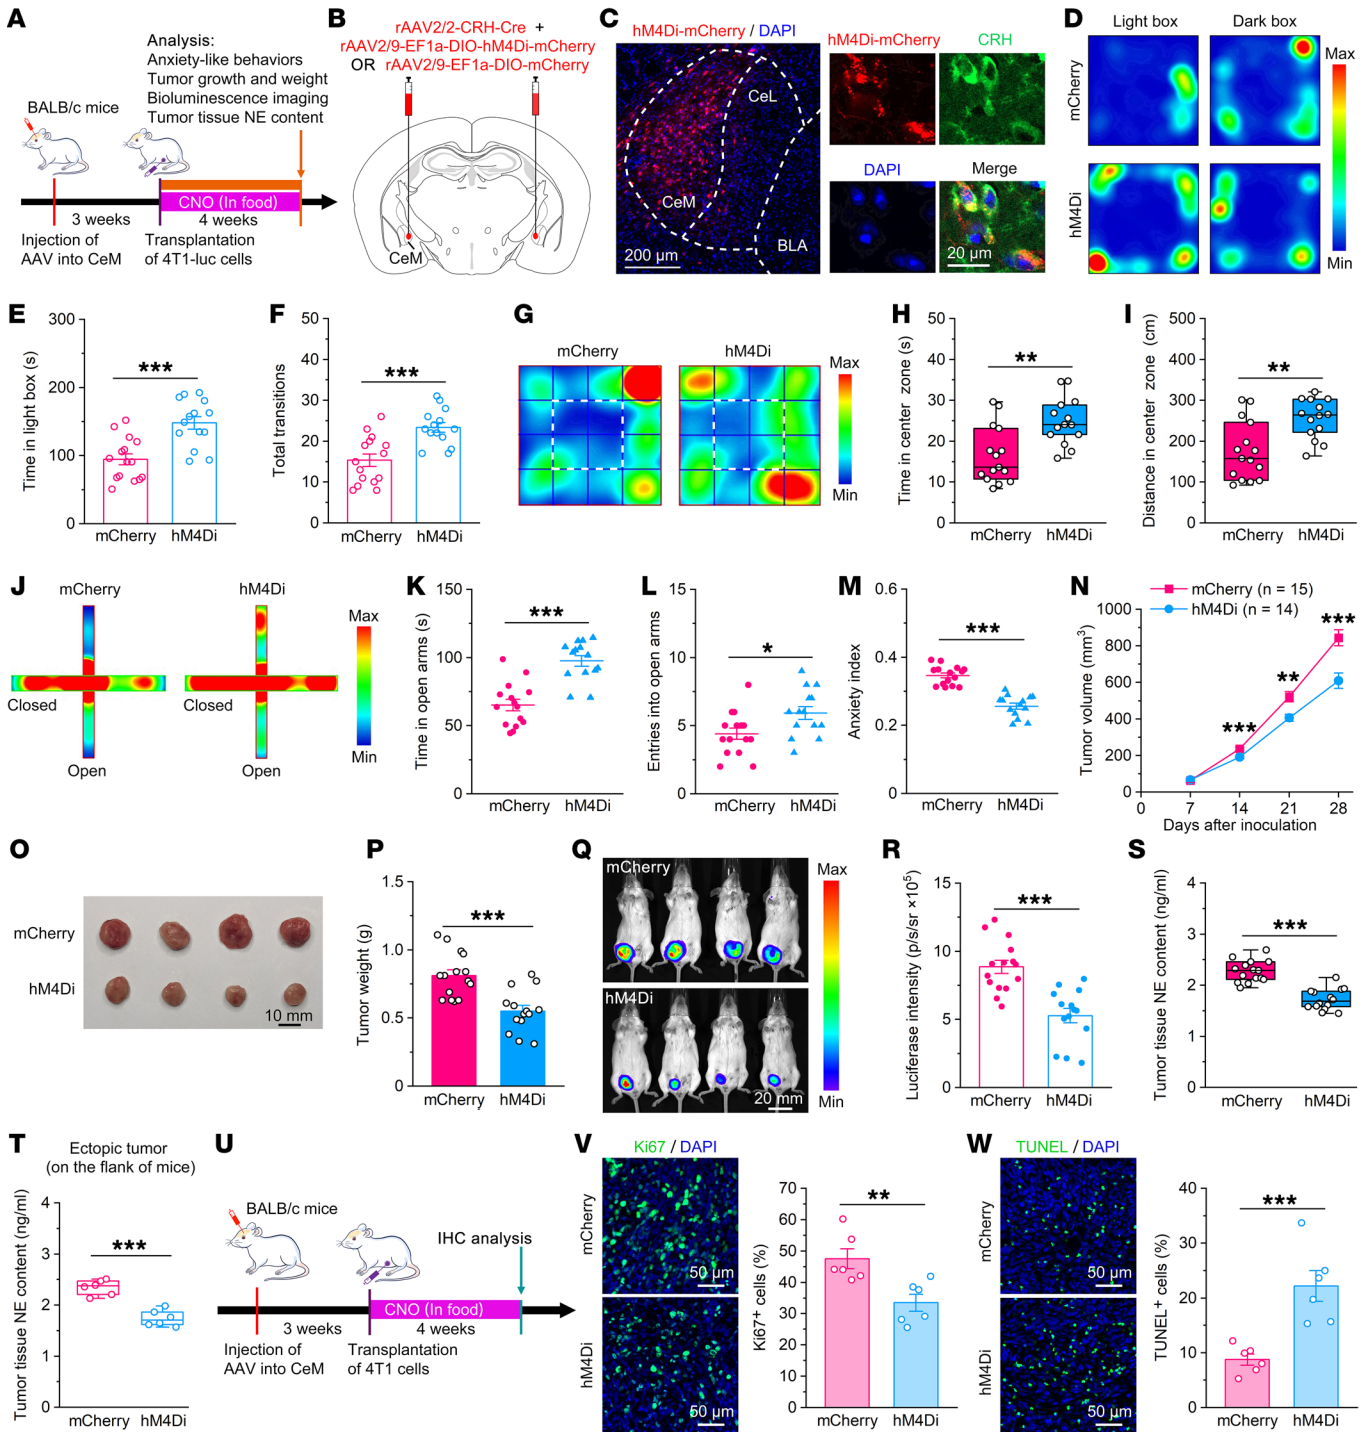 A
Analysis:
Anxiety-like behaviors
Tumor growth and weight
Bioluminescence imaging
Tumor tissue NE content
BALB/c mice
CNO (In food)
3 weeks
4 weeks
Injection of
AAV into CeM
Transplantation
of 4T1-luc cells
B
rAAV2/2-CRH-Cre +
rAAV2/9-EF1a-DIO-hM4Di-mCherry
OR rAAV2/9-EF1a-DIO-mCherry
CeM
C
hM4Di-mCherry / DAPI
CeL
CeM
BLA
200 µm
hM4Di-mCherry
CRH
DAPI
Merge
20 µm
D
Light box
Dark box
mCherry
hM4Di
Max
Min
E
Time in light box (s)
300
200
100
0
***
mCherry
hM4Di
F
Total transitions
50
40
30
20
10
0
***
mCherry
hM4Di
G
mCherry
hM4Di
Max
Min
H
Time in center zone (s)
50
40
30
20
10
0
**
mCherry
hM4Di
I
Distance in center zone (cm)
500
400
300
200
100
0
**
mCherry
hM4Di
J
mCherry
hM4Di
Closed
Closed
Open
Open
Max
Min
K
Time in open arms (s)
150
100
50
0
***
mCherry
hM4Di
L
Entries into open arms
15
10
5
0
*
mCherry
hM4Di
M
Anxiety index
0.6
0.4
0.2
0
***
mCherry
hM4Di
N
mCherry (n = 15)
hM4Di (n = 14)
Tumor volume (mm³)
1000
800
600
400
200
0
***
**
***
0
7
14
21
28
Days after inoculation
O
mCherry
hM4Di
10 mm
P
Tumor weight (g)
1.5
1.0
0.5
0
***
mCherry
hM4Di
Q
mCherry
hM4Di
20 mm
Max
Min
R
Luciferase intensity (p/s/sr ×10⁵)
15
10
5
0
***
mCherry
hM4Di
S
Tumor tissue NE content (ng/ml)
4
3
2
1
0
***
mCherry
hM4Di
T
Ectopic tumor
(on the flank of mice)
Tumor tissue NE content (ng/ml)
4
3
2
1
0
***
mCherry
hM4Di
U
BALB/c mice
IHC analysis
CNO (In food)
3 weeks
4 weeks
Injection of
AAV into CeM
Transplantation
of 4T1 cells
V
Ki67 / DAPI
mCherry
hM4Di
50 µm
50 µm
Ki67+ cells (%)
70
60
50
40
30
20
10
0
**
mCherry
hM4Di
W
TUNEL / DAPI
mCherry
hM4Di
50 µm
50 µm
TUNEL⁺ cells (%)
40
30
20
10
0
***
mCherry
hM4Di